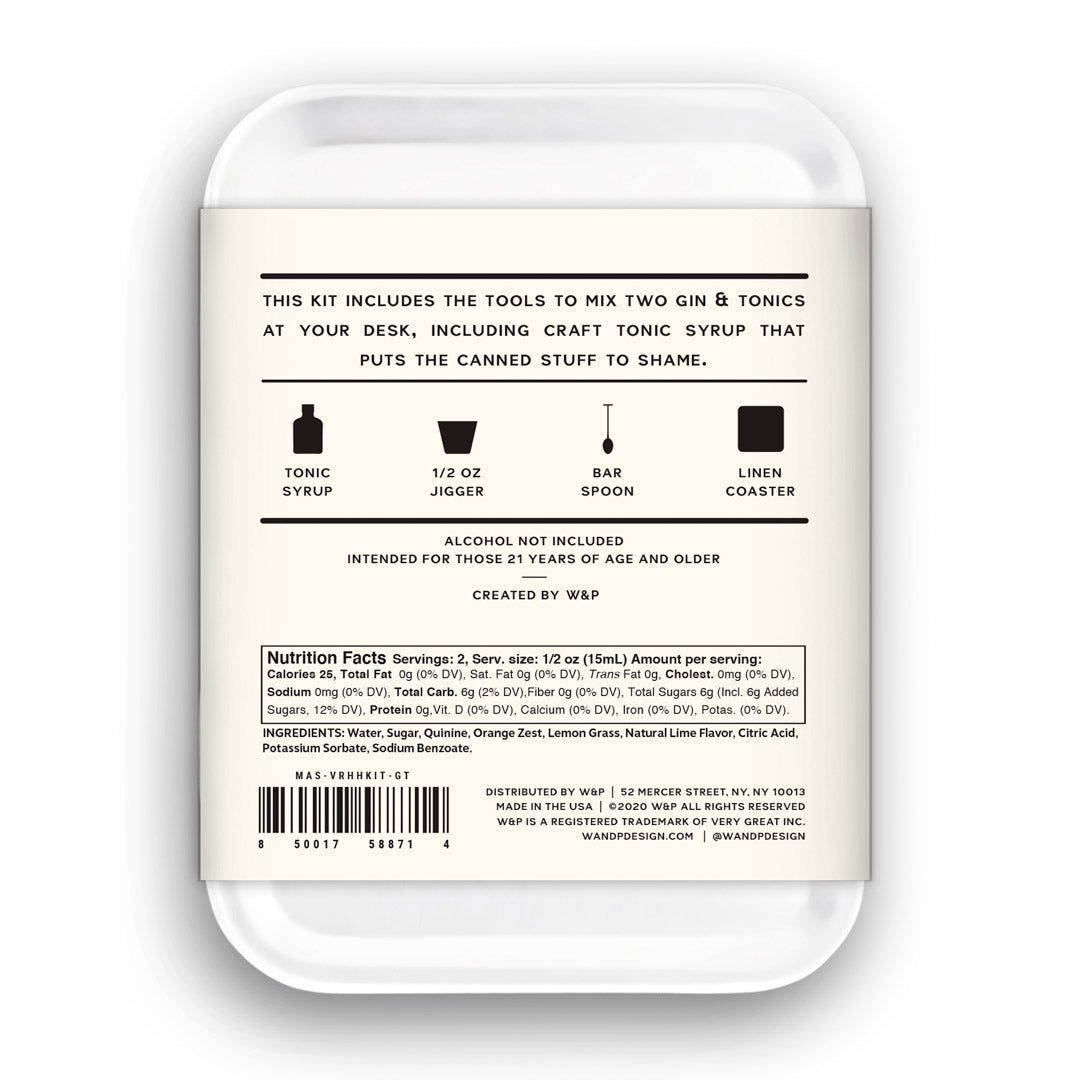 THIS KIT INCLUDES THE TOOLS TO MIX TWO GIN & TONICS
AT YOUR DESK, INCLUDING CRAFT TONIC SYRUP THAT
PUTS THE CANNED STUFF TO SHAME.
TONIC 1/2 OZ BAR LINEN
SYRUP JIGGER SPOON COASTER
ALCOHOL NOT INCLUDED
INTENDED FOR THOSE 21 YEARS OF AGE AND OLDER
CREATED BY W&P
Nutrition Facts Servings: 2, Serv. size: 1/2 oz (15mL) Amount per serving:
Calories 25, Total Fat 0g (0% DV), Sat. Fat 0g (0% DV), Trans Fat 0g, Cholest. 0mg (0% DV),
Sodium 0mg (0% DV), Total Carb. 6g (2% DV),Fiber 0g (0% DV), Total Sugars 6g (Incl. 6g Added
Sugars, 12% DV), Protein 0g,Vit. D (0% DV), Calcium (0% DV), Iron (0% DV), Potas. (0% DV).
INGREDIENTS: Water, Sugar, Quinine, Orange Zest, Lemon Grass, Natural Lime Flavor, Citric Acid,
Potassium Sorbate, Sodium Benzoate.
MAS-VRHHKIT-GT
8 50017 58871 4
DISTRIBUTED BY W&P | 52 MERCER STREET, NY, NY 10013
MADE IN THE USA | ©2020 W&P ALL RIGHTS RESERVED
W&P IS A REGISTERED TRADEMARK OF VERY GREAT INC.
WANDPDESIGN.COM | @WANDPDESIGN